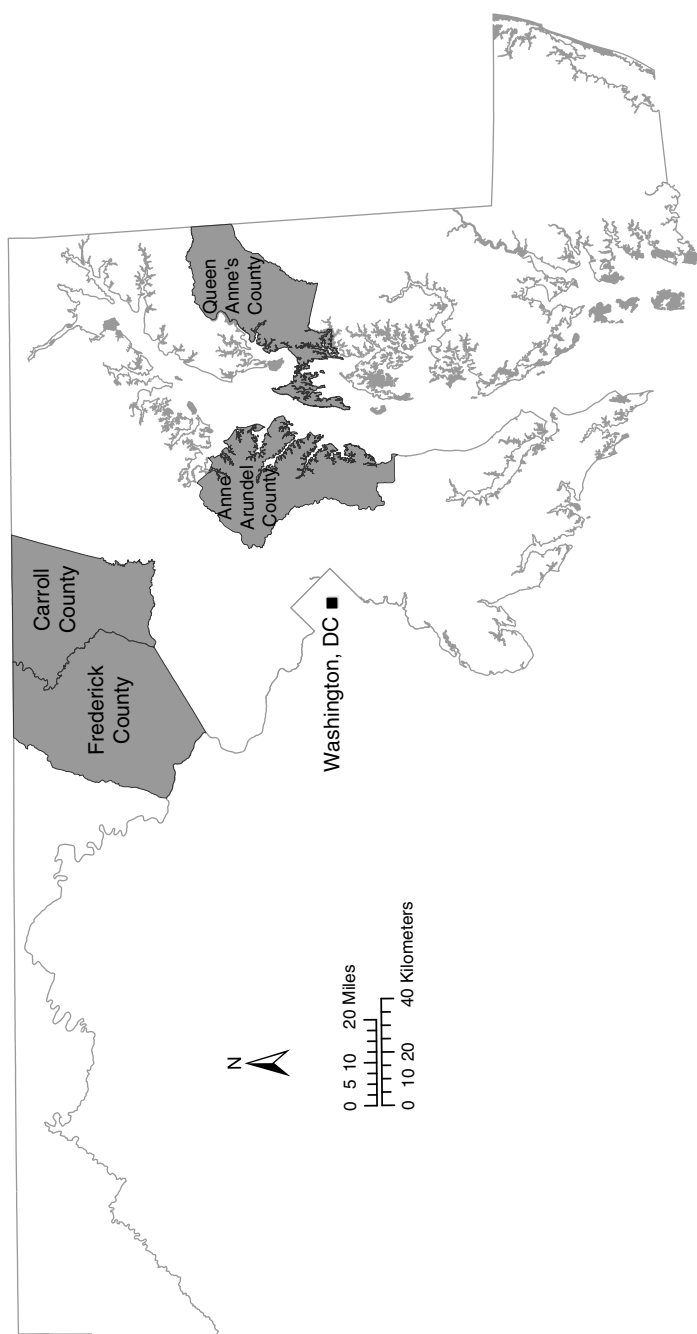 Carroll
County
Frederick
County
Queen
Anne's
County
Anne
Arundel
County
Washington, DC
N
0 5 10 20 Miles
0 10 20 40 Kilometers